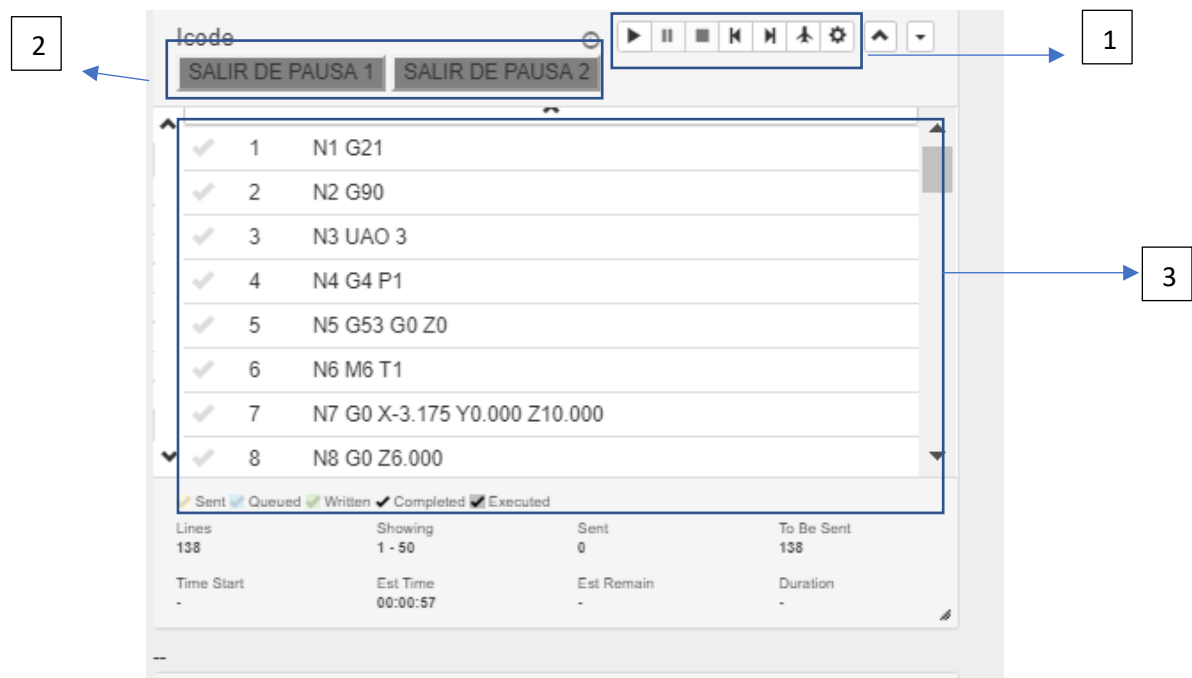 2
Icode
1
SALIR DE PAUSA 1 SALIR DE PAUSA 2
1 N1 G21
2 N2 G90
3 N3 UAO 3
4 N4 G4 P1
3
5 N5 G53 G0 Z0
6 N6 M6 T1
7 N7 G0 X-3.175 Y0.000 Z10.000
8 N8 G0 Z6.000
Sent Queued Written Completed Executed
Lines Showing Sent To Be Sent
138 1 - 50 0 138
Time Start Est Time Est Remain Duration
- 00:00:57 - -
--